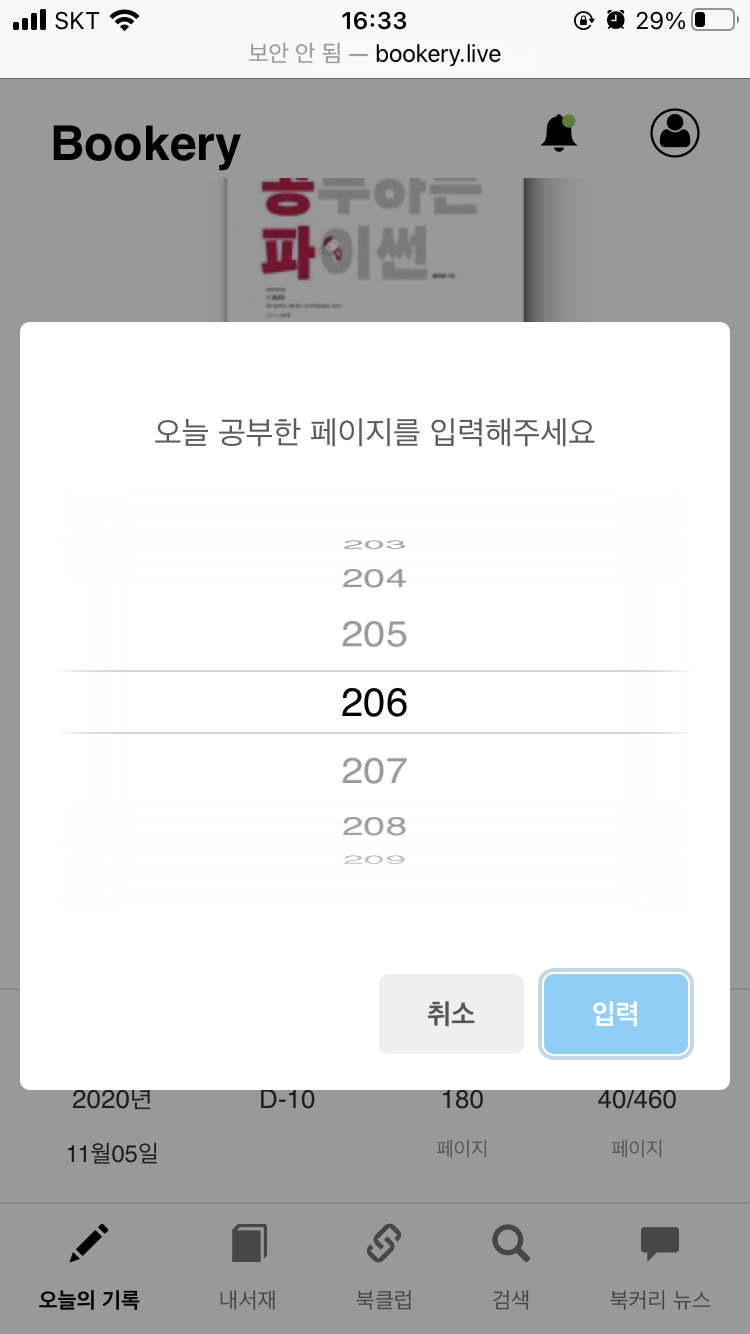 SKT 16:33 29%
보안 안 됨 — bookery.live
Bookery
공부하는
파이썬
오늘 공부한 페이지를 입력해주세요
203
204
205
206
207
208
209
취소 입력
2020년 D-10 180 40/460
11월05일 페이지 페이지
오늘의 기록 내서재 북클럽 검색 북커리 뉴스